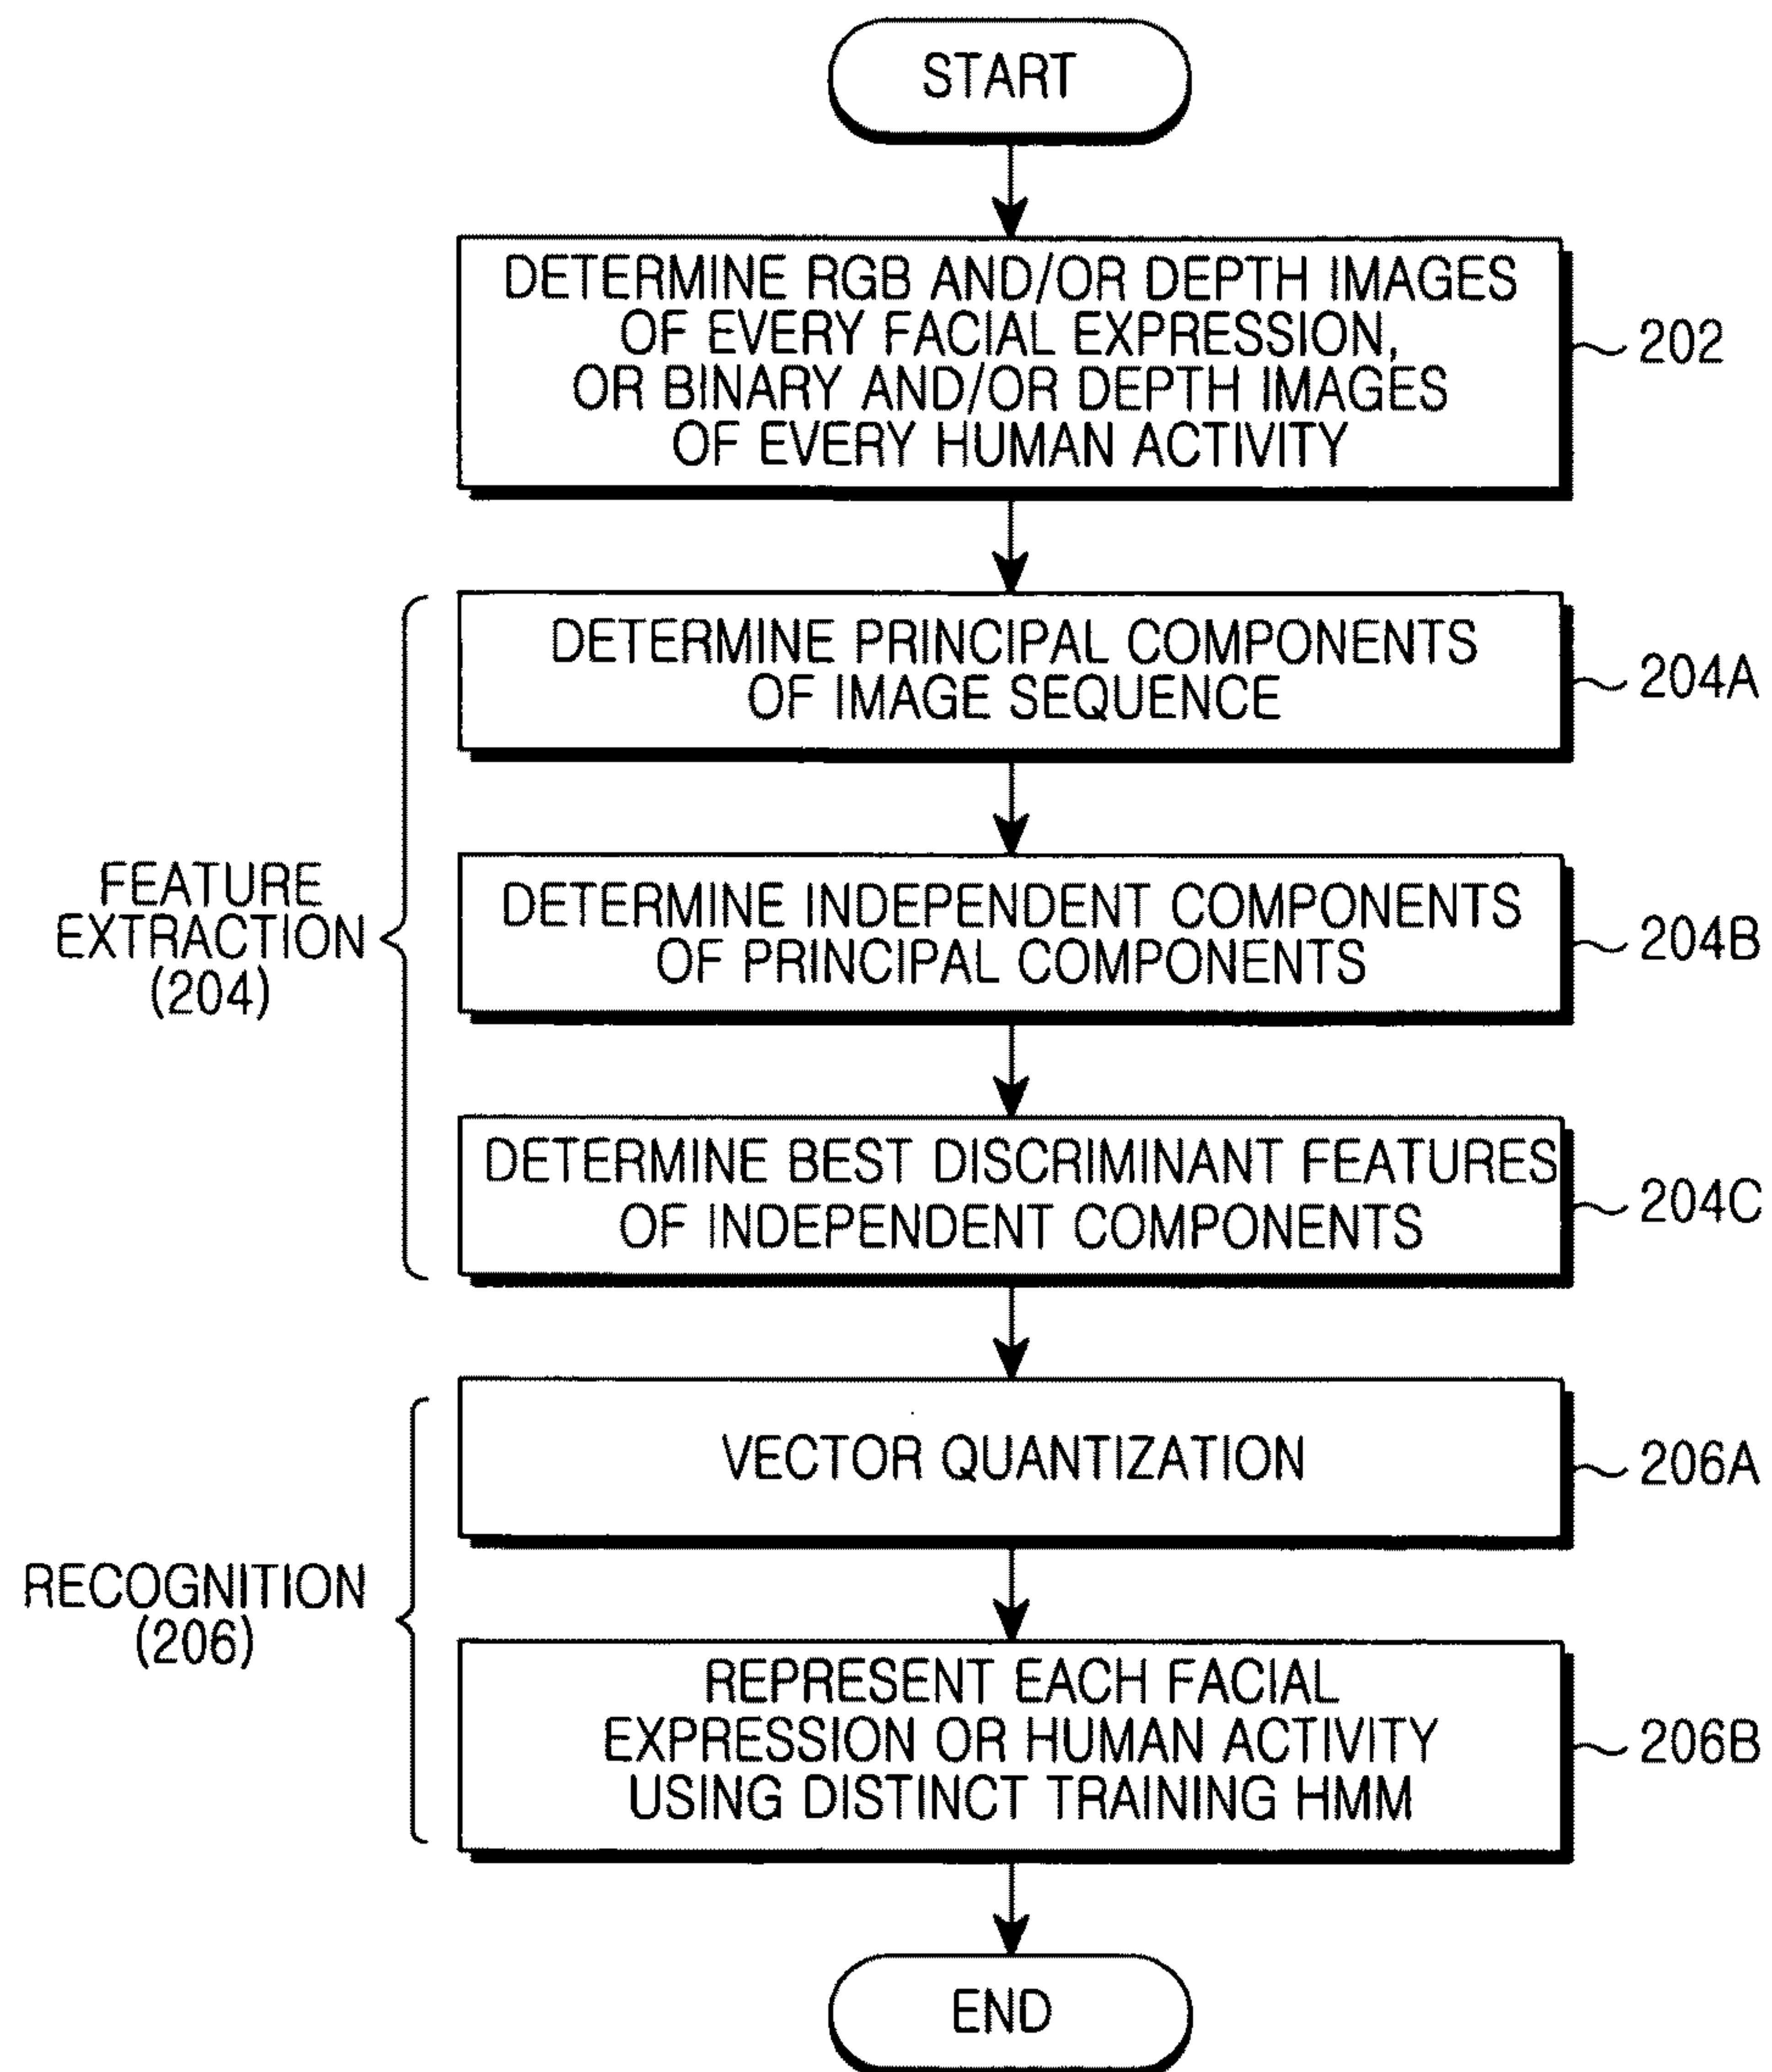 START
DETERMINE RGB AND/OR DEPTH IMAGES
OF EVERY FACIAL EXPRESSION,
OR BINARY AND/OR DEPTH IMAGES
OF EVERY HUMAN ACTIVITY
202
DETERMINE PRINCIPAL COMPONENTS
OF IMAGE SEQUENCE
204A
FEATURE
EXTRACTION
(204)
DETERMINE INDEPENDENT COMPONENTS
OF PRINCIPAL COMPONENTS
204B
DETERMINE BEST DISCRIMINANT FEATURES
OF INDEPENDENT COMPONENTS
204C
VECTOR QUANTIZATION
206A
RECOGNITION
(206)
REPRESENT EACH FACIAL
EXPRESSION OR HUMAN ACTIVITY
USING DISTINCT TRAINING HMM
206B
END